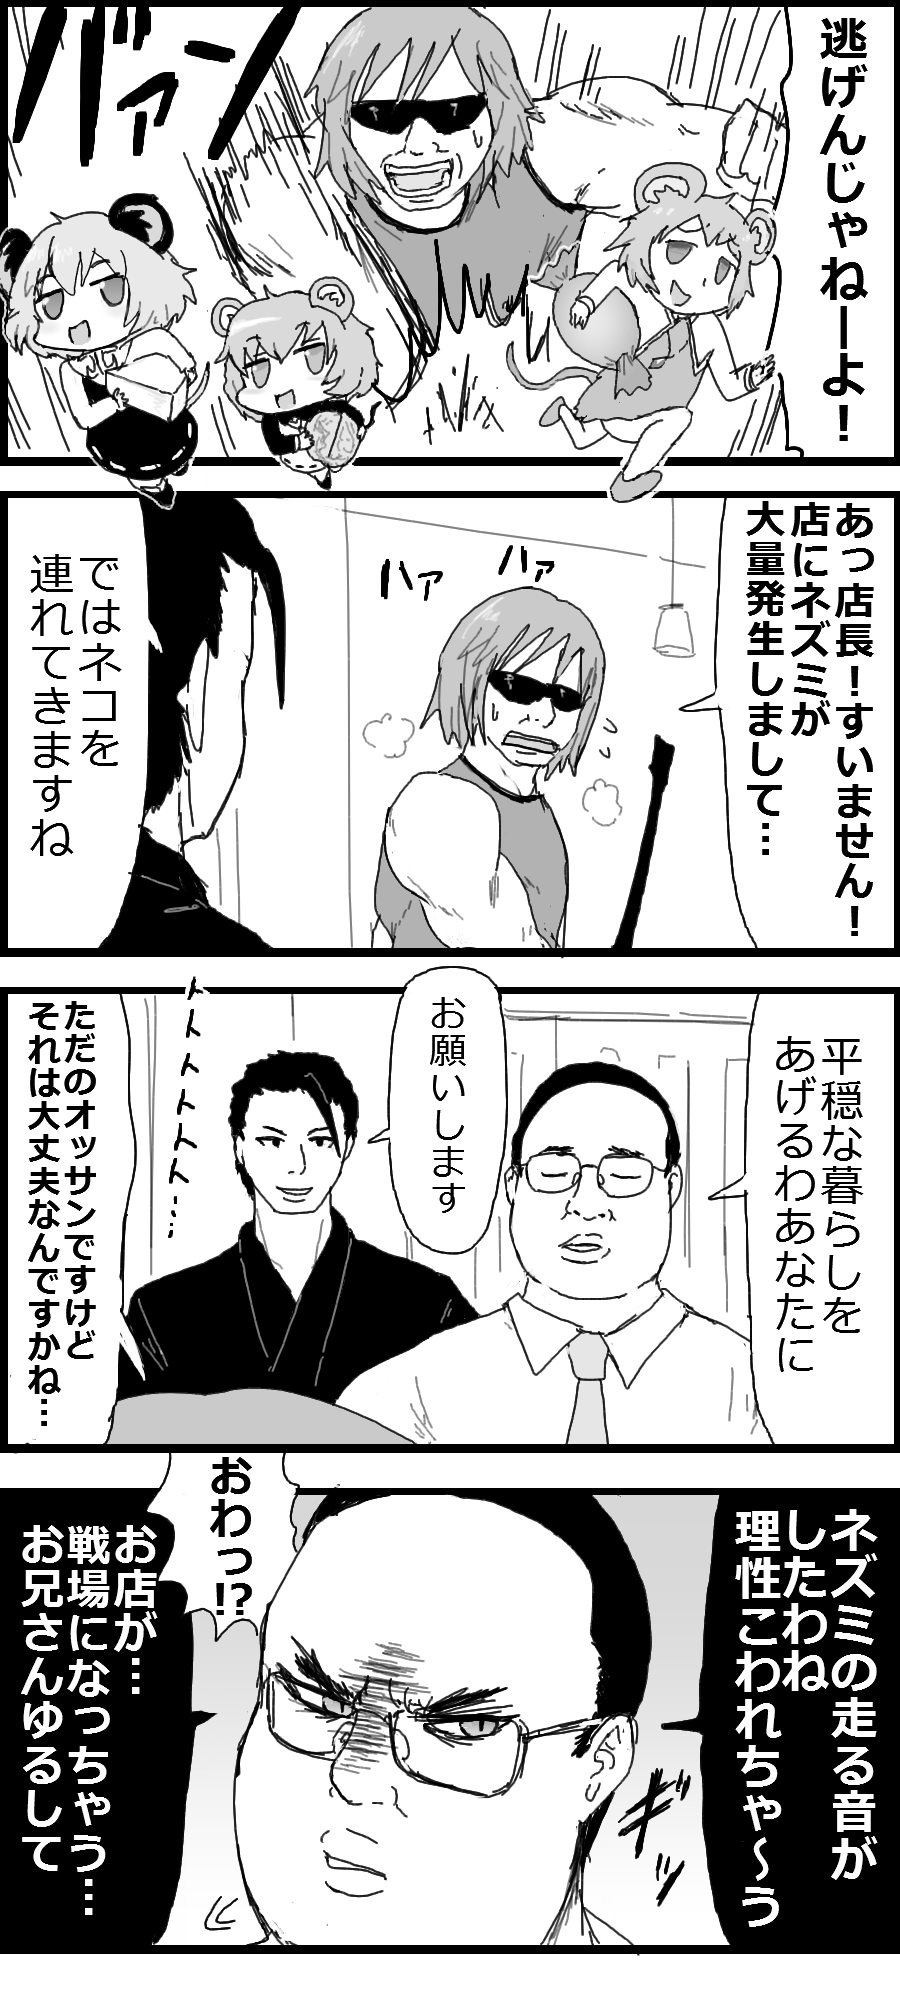 逃げんじゃねーよ！
ヴァン
あっ店長！すいません！
店にネズミが
大量発生しまして…
ハァ
ハァ
ではネコを
連れてきますね
平穏な暮らしを
あげるわあなたに
お願いします
トトトトト…
ただのオッサンですけど
それは大丈夫なんですかね…
ネズミの走る音が
したわね
理性こわれちゃ～う
ギッ
おわっ!?
お店が…
戦場になっちゃう…
お兄さんゆるして